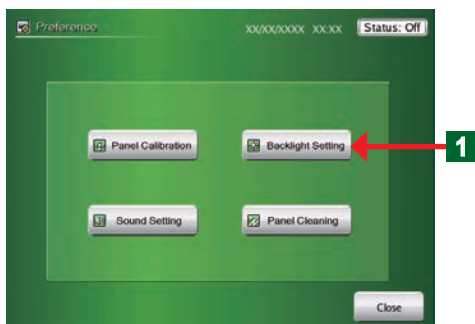 Preference XX/XX/XXXX XX:XX Status: Off
Panel Calibration Backlight Setting
1
Sound Setting Panel Cleaning
Close